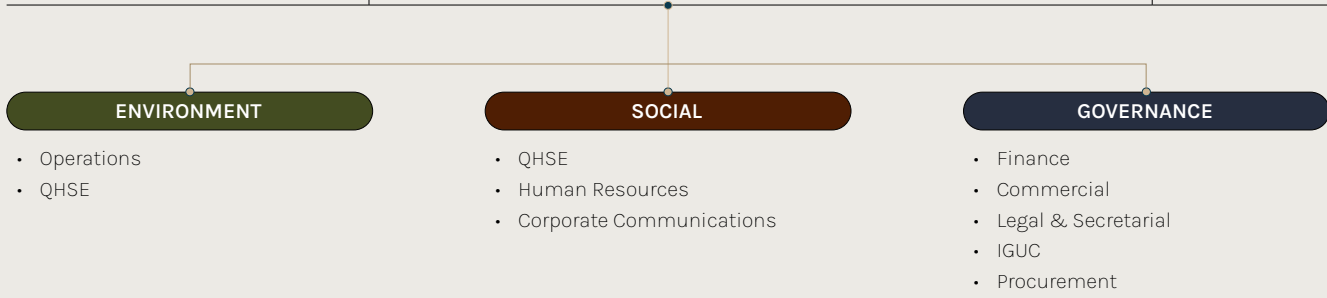 ENVIRONMENT
• Operations
• QHSE
SOCIAL
• QHSE
• Human Resources
• Corporate Communications
GOVERNANCE
• Finance
• Commercial
• Legal & Secretarial
• IGUC
• Procurement